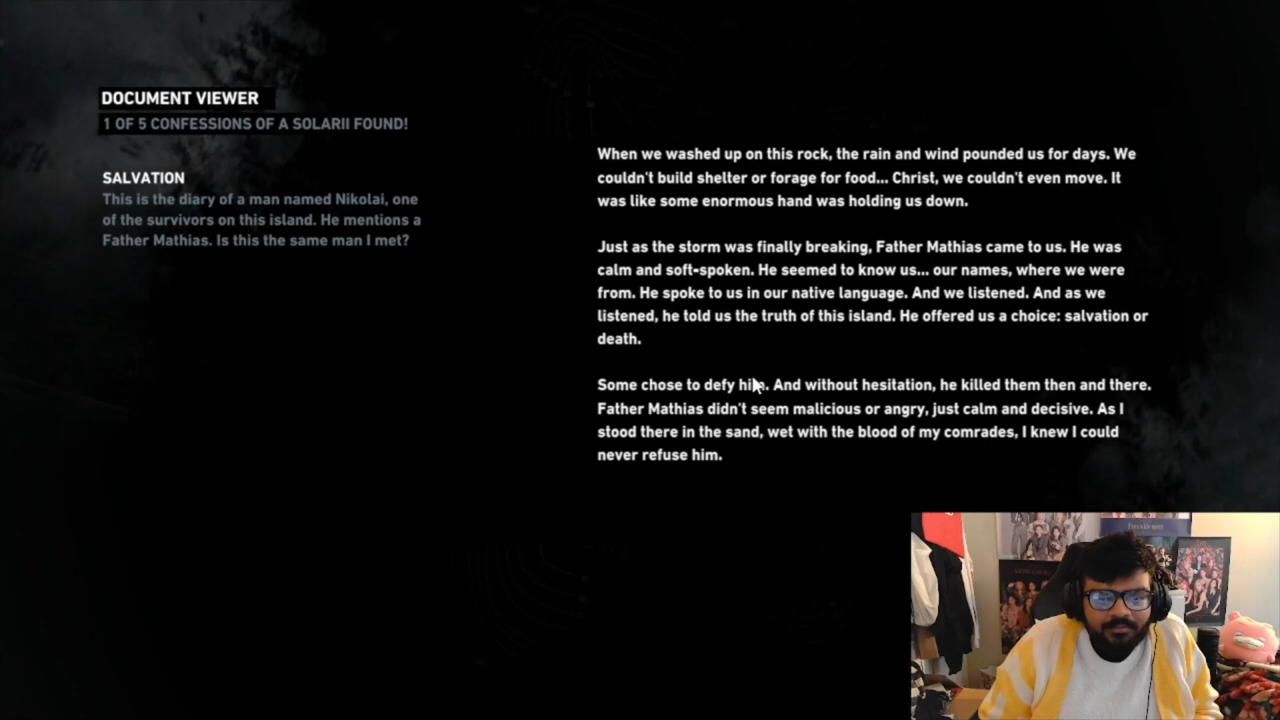 DOCUMENT VIEWER
1 OF 5 CONFESSIONS OF A SOLARII FOUND!
SALVATION
This is the diary of a man named Nikolai, one
of the survivors on this island. He mentions a
Father Mathias. Is this the same man I met?
When we washed up on this rock, the rain and wind pounded us for days. We
couldn't build shelter or forage for food... Christ, we couldn't even move. It
was like some enormous hand was holding us down.
Just as the storm was finally breaking, Father Mathias came to us. He was
calm and soft-spoken. He seemed to know us... our names, where we were
from. He spoke to us in our native language. And we listened. And as we
listened, he told us the truth of this island. He offered us a choice: salvation or
death.
Some chose to defy him. And without hesitation, he killed them then and there.
Father Mathias didn't seem malicious or angry, just calm and decisive. As I
stood there in the sand, wet with the blood of my comrades, I knew I could
never refuse him.